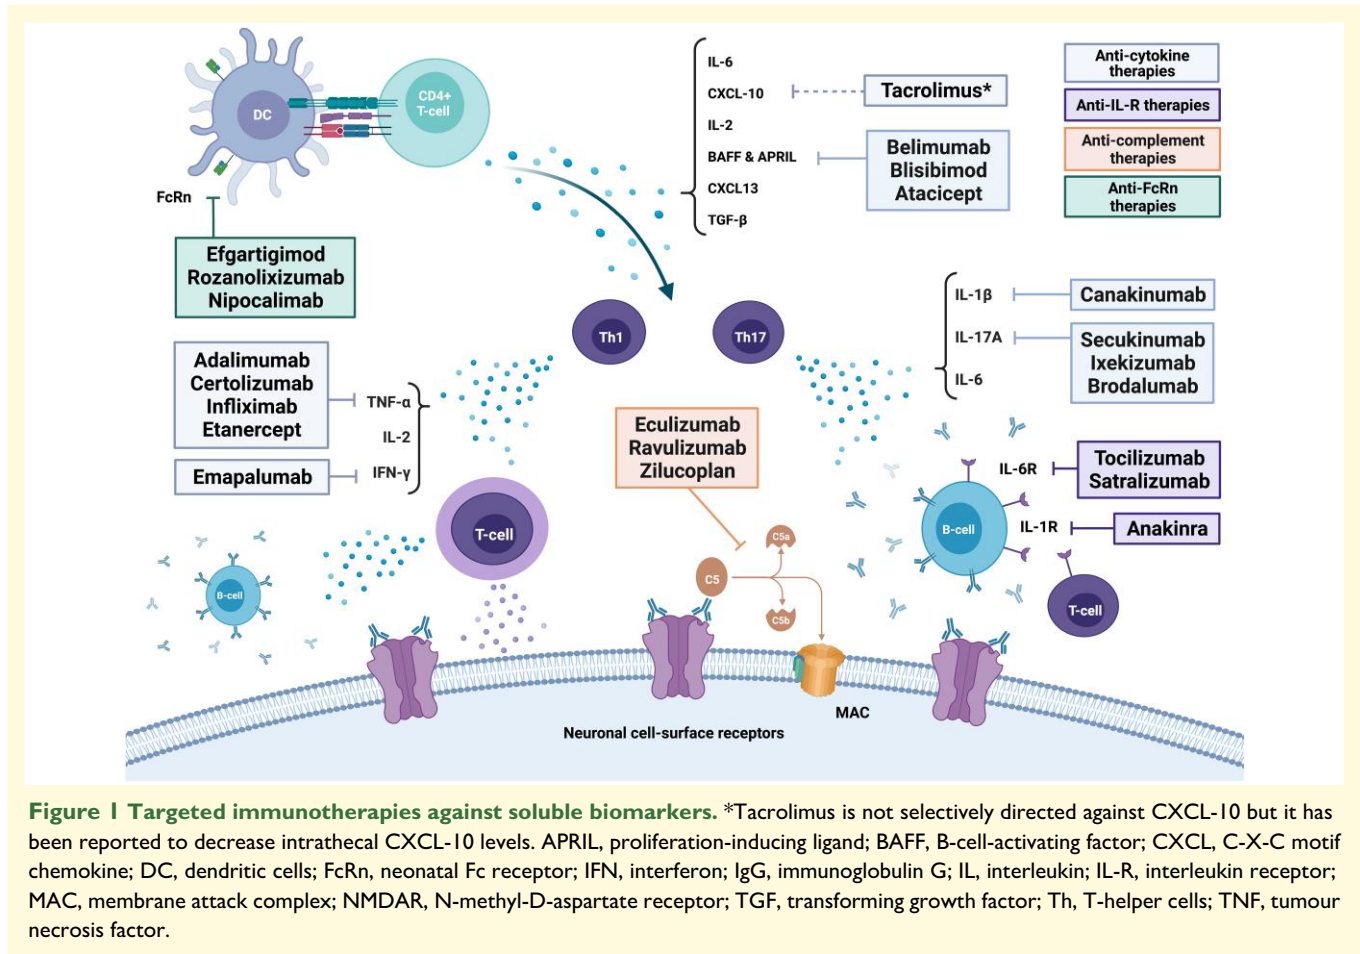 DC
CD4+
T-cell
FcRn
Efgartigimod
Rozanolixizumab
Nipocalimab
IL-6
CXCL-10
IL-2
BAFF & APRIL
CXCL13
TGF-β
Tacrolimus*
Belimumab
Blisibimod
Atacicept
Anti-cytokine
therapies
Anti-IL-R therapies
Anti-complement
therapies
Anti-FcRn
therapies
Th1
Th17
Adalimumab
Certolizumab
Infliximab
Etanercept
TNF-α
IL-2
IFN-γ
Emapalumab
IL-1β
IL-17A
IL-6
Canakinumab
Secukinumab
Ixekizumab
Brodalumab
Eculizumab
Ravulizumab
Zilucoplan
T-cell
B-cell
C5
C5a
C5b
B-cell
IL-6R
Tocilizumab
Satralizumab
IL-1R
Anakinra
T-cell
MAC
Neuronal cell-surface receptors
Figure 1 Targeted immunotherapies against soluble biomarkers. *Tacrolimus is not selectively directed against CXCL-10 but it has
been reported to decrease intrathecal CXCL-10 levels. APRIL, proliferation-inducing ligand; BAFF, B-cell-activating factor; CXCL, C-X-C motif
chemokine; DC, dendritic cells; FcRn, neonatal Fc receptor; IFN, interferon; IgG, immunoglobulin G; IL, interleukin; IL-R, interleukin receptor;
MAC, membrane attack complex; NMDAR, N-methyl-D-aspartate receptor; TGF, transforming growth factor; Th, T-helper cells; TNF, tumour
necrosis factor.